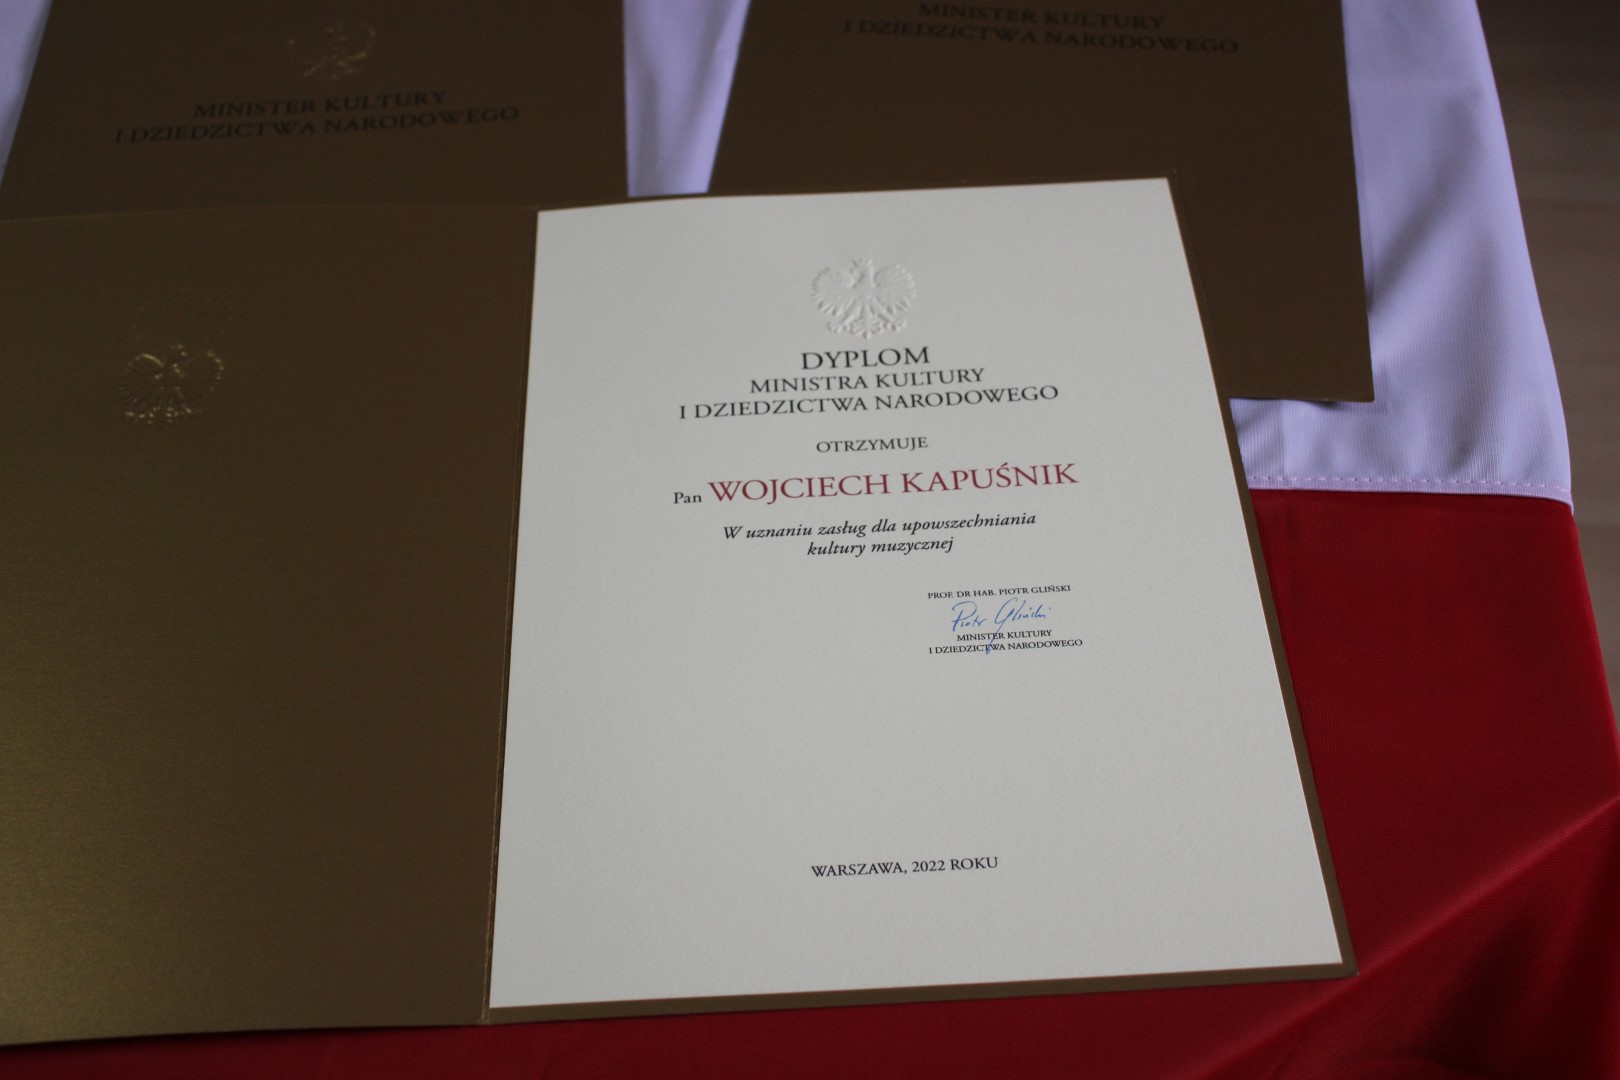 MINISTER KULTURY
I DZIEDZICTWA NARODOWEGO
MINISTER KULTURY
I DZIEDZICTWA NARODOWEGO
DYPLOM
MINISTRA KULTURY
I DZIEDZICTWA NARODOWEGO
OTRZYMUJE
Pan WOJCIECH KAPUŚNIK
W uznaniu zasług dla upowszechniania
kultury muzycznej
PROF. DR HAB. PIOTR GLIŃSKI
Piotr Gliński
MINISTER KULTURY
I DZIEDZICTWA NARODOWEGO
WARSZAWA, 2022 ROKU